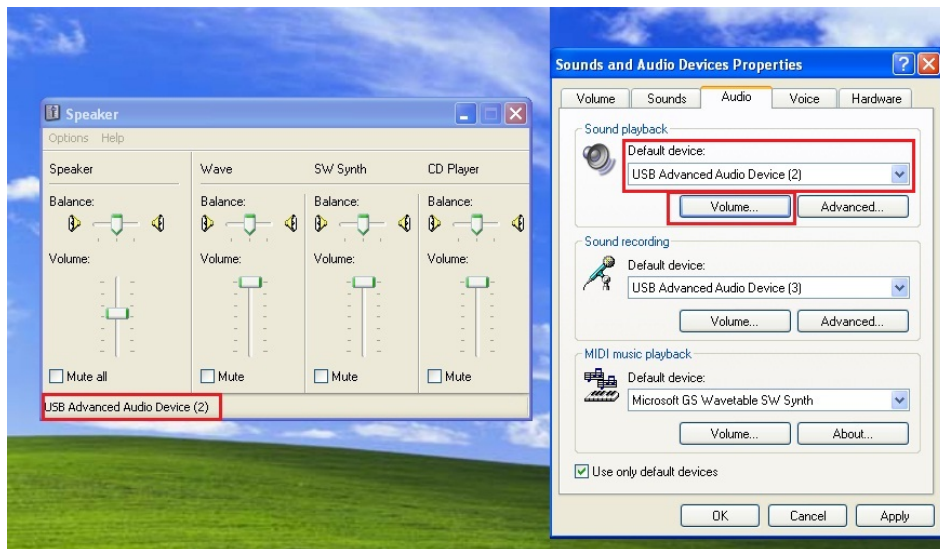 Speaker
Options Help
Speaker Wave SW Synth CD Player
Balance: Balance: Balance: Balance:
Volume: Volume: Volume: Volume:
Mute all Mute Mute Mute
USB Advanced Audio Device (2)
Sounds and Audio Devices Properties
Volume Sounds Audio Voice Hardware
Sound playback
Default device:
USB Advanced Audio Device (2)
Volume... Advanced...
Sound recording
Default device:
USB Advanced Audio Device (3)
Volume... Advanced...
MIDI music playback
Default device:
Microsoft GS Wavetable SW Synth
Volume... About...
Use only default devices
OK Cancel Apply